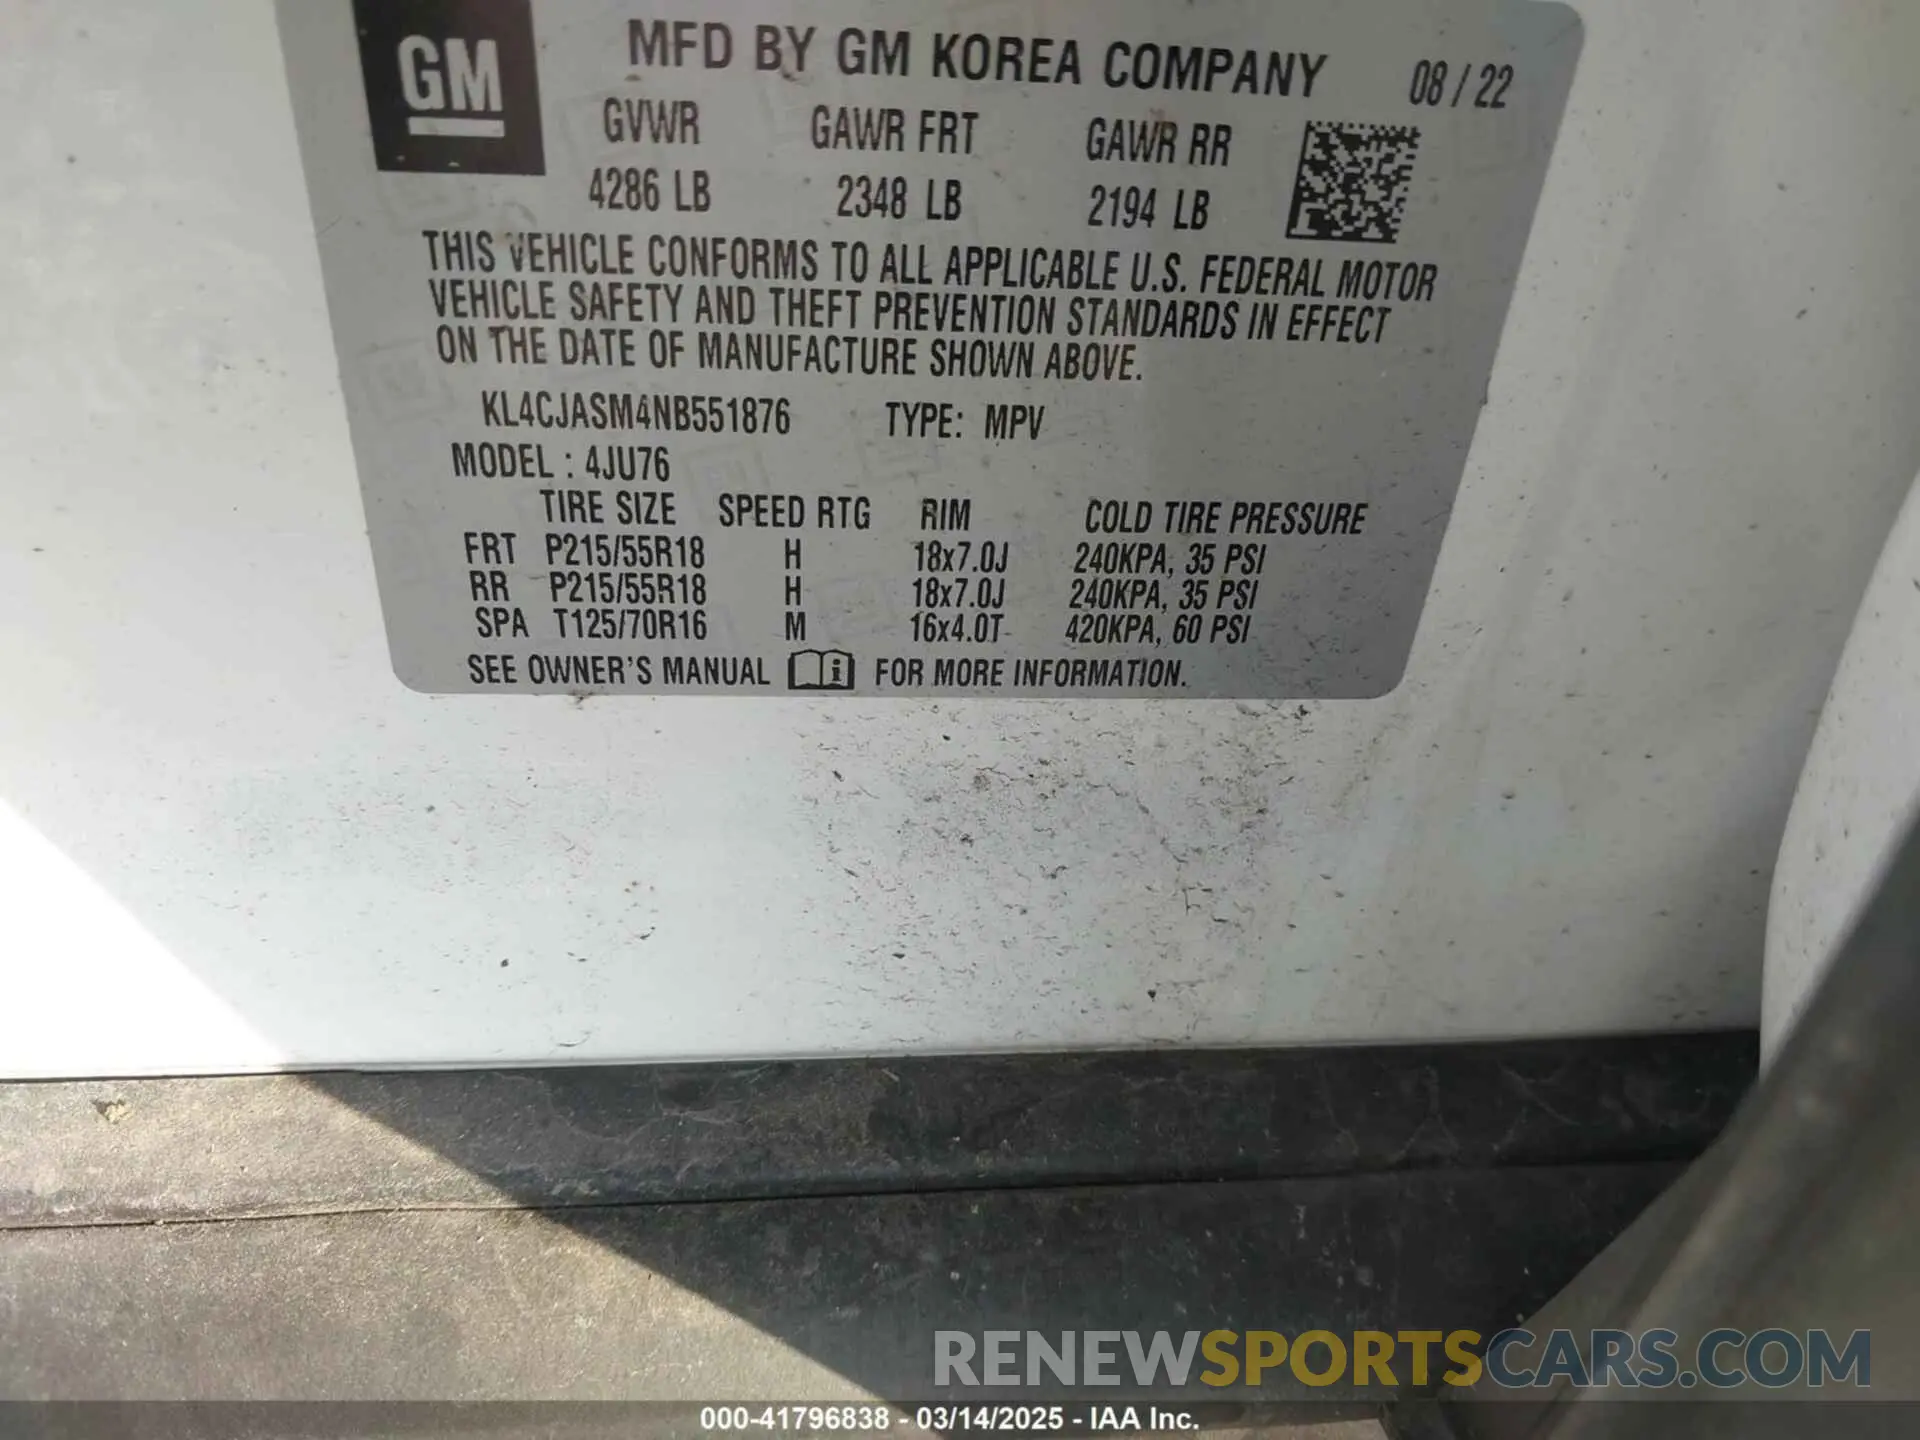 GM
MFD BY GM KOREA COMPANY 08 / 22
GVWR GAWR FRT GAWR RR
4286 LB 2348 LB 2194 LB
THIS VEHICLE CONFORMS TO ALL APPLICABLE U.S. FEDERAL MOTOR
VEHICLE SAFETY AND THEFT PREVENTION STANDARDS IN EFFECT
ON THE DATE OF MANUFACTURE SHOWN ABOVE.
KL4CJASM4NB551876 TYPE: MPV
MODEL : 4JU76
TIRE SIZE SPEED RTG RIM COLD TIRE PRESSURE
FRT P215/55R18 H 18x7.0J 240KPA, 35 PSI
RR P215/55R18 H 18x7.0J 240KPA, 35 PSI
SPA T125/70R16 M 16x4.0T 420KPA, 60 PSI
SEE OWNER'S MANUAL i FOR MORE INFORMATION.
RENEWSPORTSCARS.COM
000-41796838 - 03/14/2025 - IAA Inc.